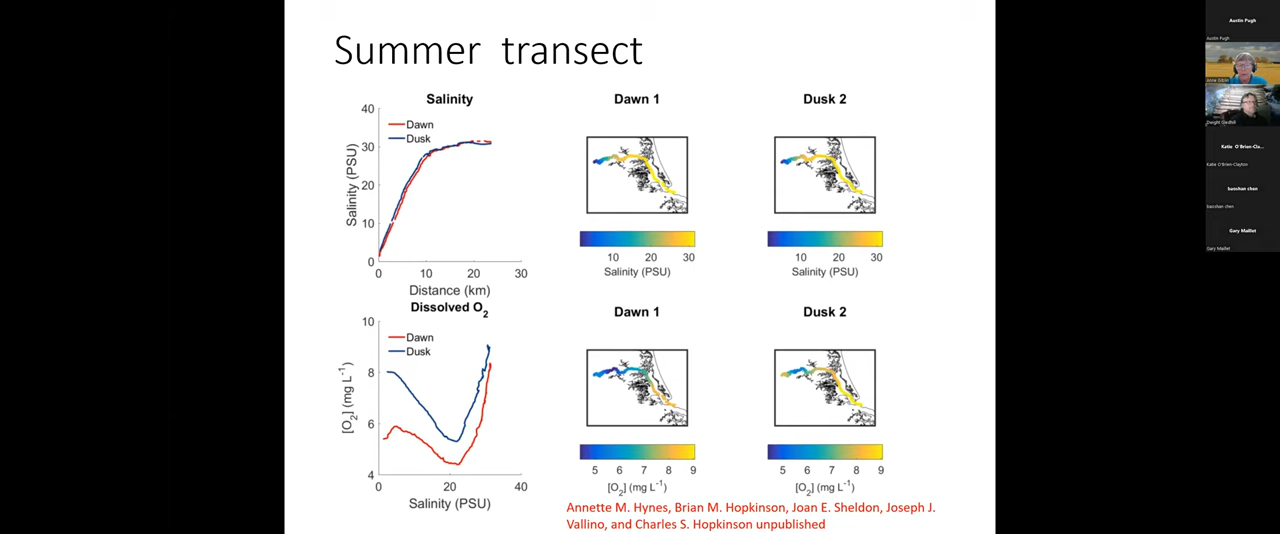 Summer transect
Salinity
Dawn
Dusk
40
30
20
10
0
Salinity (PSU)
0 10 20 30
Distance (km)
Dawn 1
10 20 30
Salinity (PSU)
Dusk 2
10 20 30
Salinity (PSU)
Dissolved O2
Dawn
Dusk
10
8
6
4
[O2] (mg L-1)
0 20 40
Salinity (PSU)
Dawn 1
5 6 7 8 9
[O2] (mg L-1)
Dusk 2
5 6 7 8 9
[O2] (mg L-1)
Annette M. Hynes, Brian M. Hopkinson, Joan E. Sheldon, Joseph J.
Vallino, and Charles S. Hopkinson unpublished
Austin Pugh
Austin Pugh
Anne Giblin
Dwight Gledhill
Katie O'Brien-Cla...
Katie O'Brien-Clayton
baoshan chen
baoshan chen
Gary Maillet
Gary Maillet